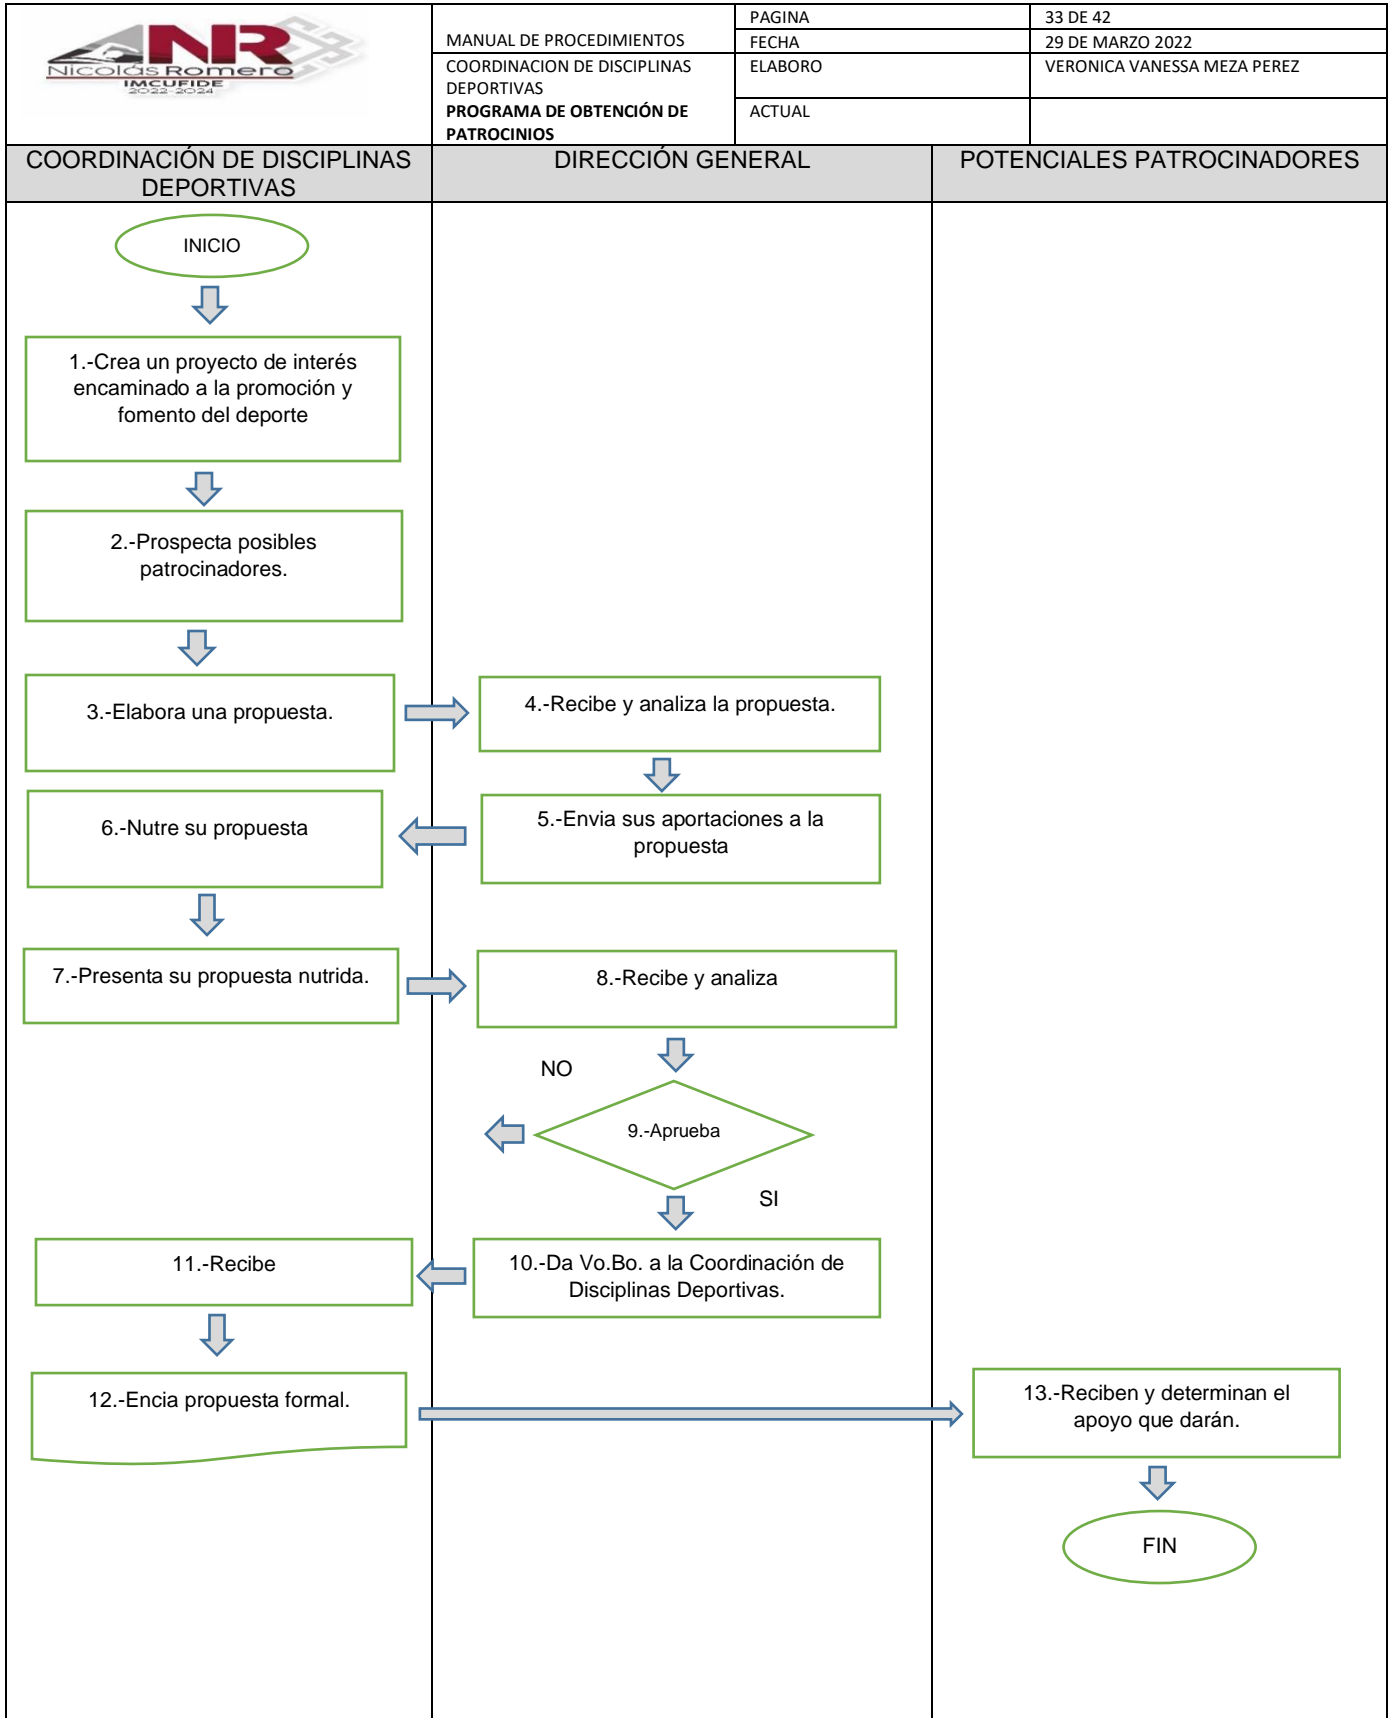 NR
Nicolás Romero
IMCUFIDE
2022-2024
MANUAL DE PROCEDIMIENTOS
COORDINACION DE DISCIPLINAS
DEPORTIVAS
PROGRAMA DE OBTENCIÓN DE
PATROCINIOS
PAGINA
33 DE 42
FECHA
29 DE MARZO 2022
ELABORO
VERONICA VANESSA MEZA PEREZ
ACTUAL
COORDINACIÓN DE DISCIPLINAS
DEPORTIVAS
DIRECCIÓN GENERAL
POTENCIALES PATROCINADORES
INICIO
1.-Crea un proyecto de interés
encaminado a la promoción y
fomento del deporte
2.-Prospecta posibles
patrocinadores.
3.-Elabora una propuesta.
4.-Recibe y analiza la propuesta.
5.-Envia sus aportaciones a la
propuesta
6.-Nutre su propuesta
7.-Presenta su propuesta nutrida.
8.-Recibe y analiza
NO
9.-Aprueba
SI
10.-Da Vo.Bo. a la Coordinación de
Disciplinas Deportivas.
11.-Recibe
12.-Encia propuesta formal.
13.-Reciben y determinan el
apoyo que darán.
FIN